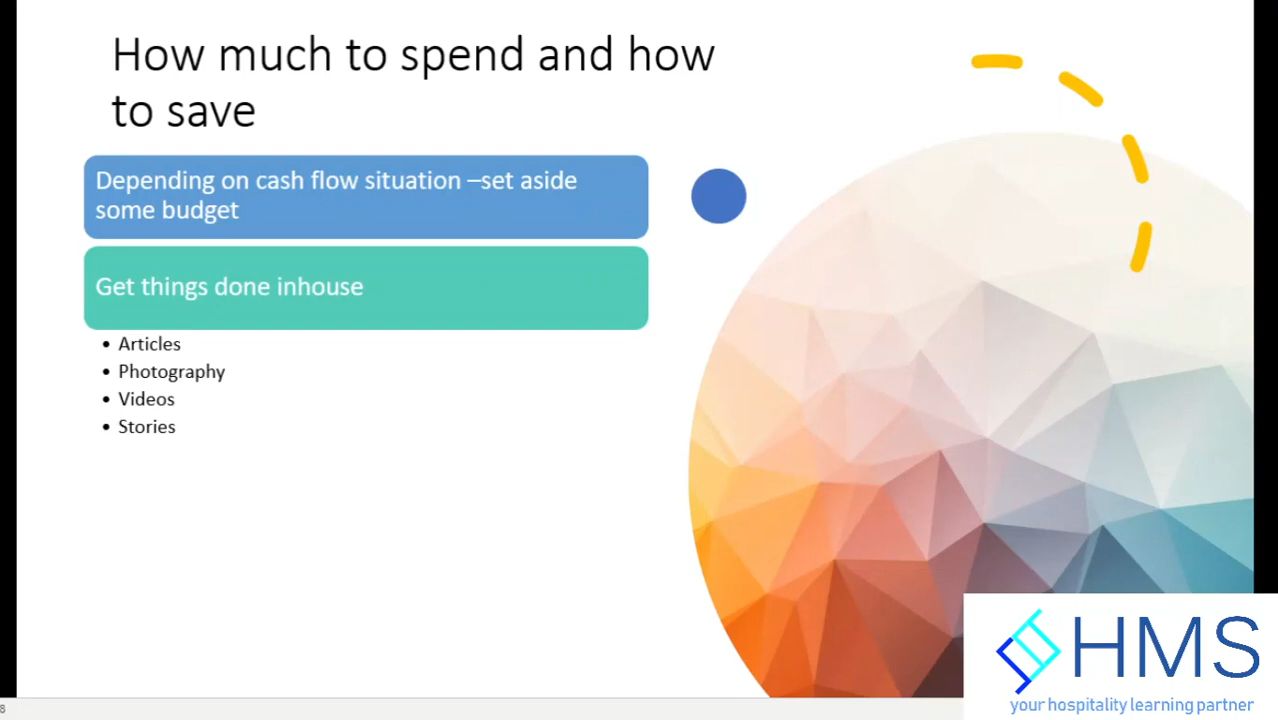 How much to spend and how
to save
Depending on cash flow situation –set aside
some budget
Get things done inhouse
• Articles
• Photography
• Videos
• Stories
HMS
your hospitality learning partner
8